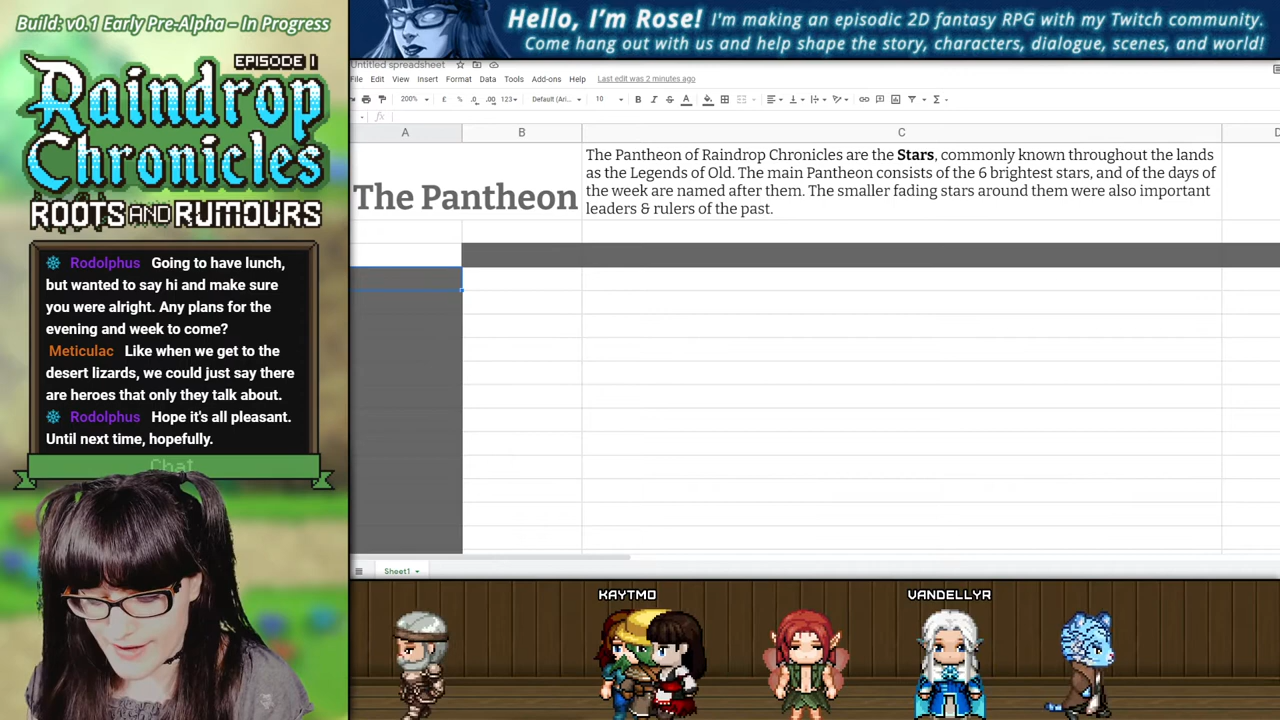 Build: v0.1 Early Pre-Alpha – In Progress
EPISODE I
Raindrop
Chronicles
ROOTS AND RUMOURS
Rodolphus Going to have lunch,
but wanted to say hi and make sure
you were alright. Any plans for the
evening and week to come?
Meticulac Like when we get to the
desert lizards, we could just say there
are heroes that only they talk about.
Rodolphus Hope it's all pleasant.
Until next time, hopefully.
Chat
Hello, I'm Rose! I'm making an episodic 2D fantasy RPG with my Twitch community.
Come hang out with us and help shape the story, characters, dialogue, scenes, and world!
Untitled spreadsheet
File Edit View Insert Format Data Tools Add-ons Help Last edit was 2 minutes ago
200% £ % .0 .00 123 Default (Ari... 10 B I S A
fx
A B C D
The Pantheon
The Pantheon of Raindrop Chronicles are the Stars, commonly known throughout the lands
as the Legends of Old. The main Pantheon consists of the 6 brightest stars, and of the days of
the week are named after them. The smaller fading stars around them were also important
leaders & rulers of the past.
Sheet1
KAYTMO VANDELLYR